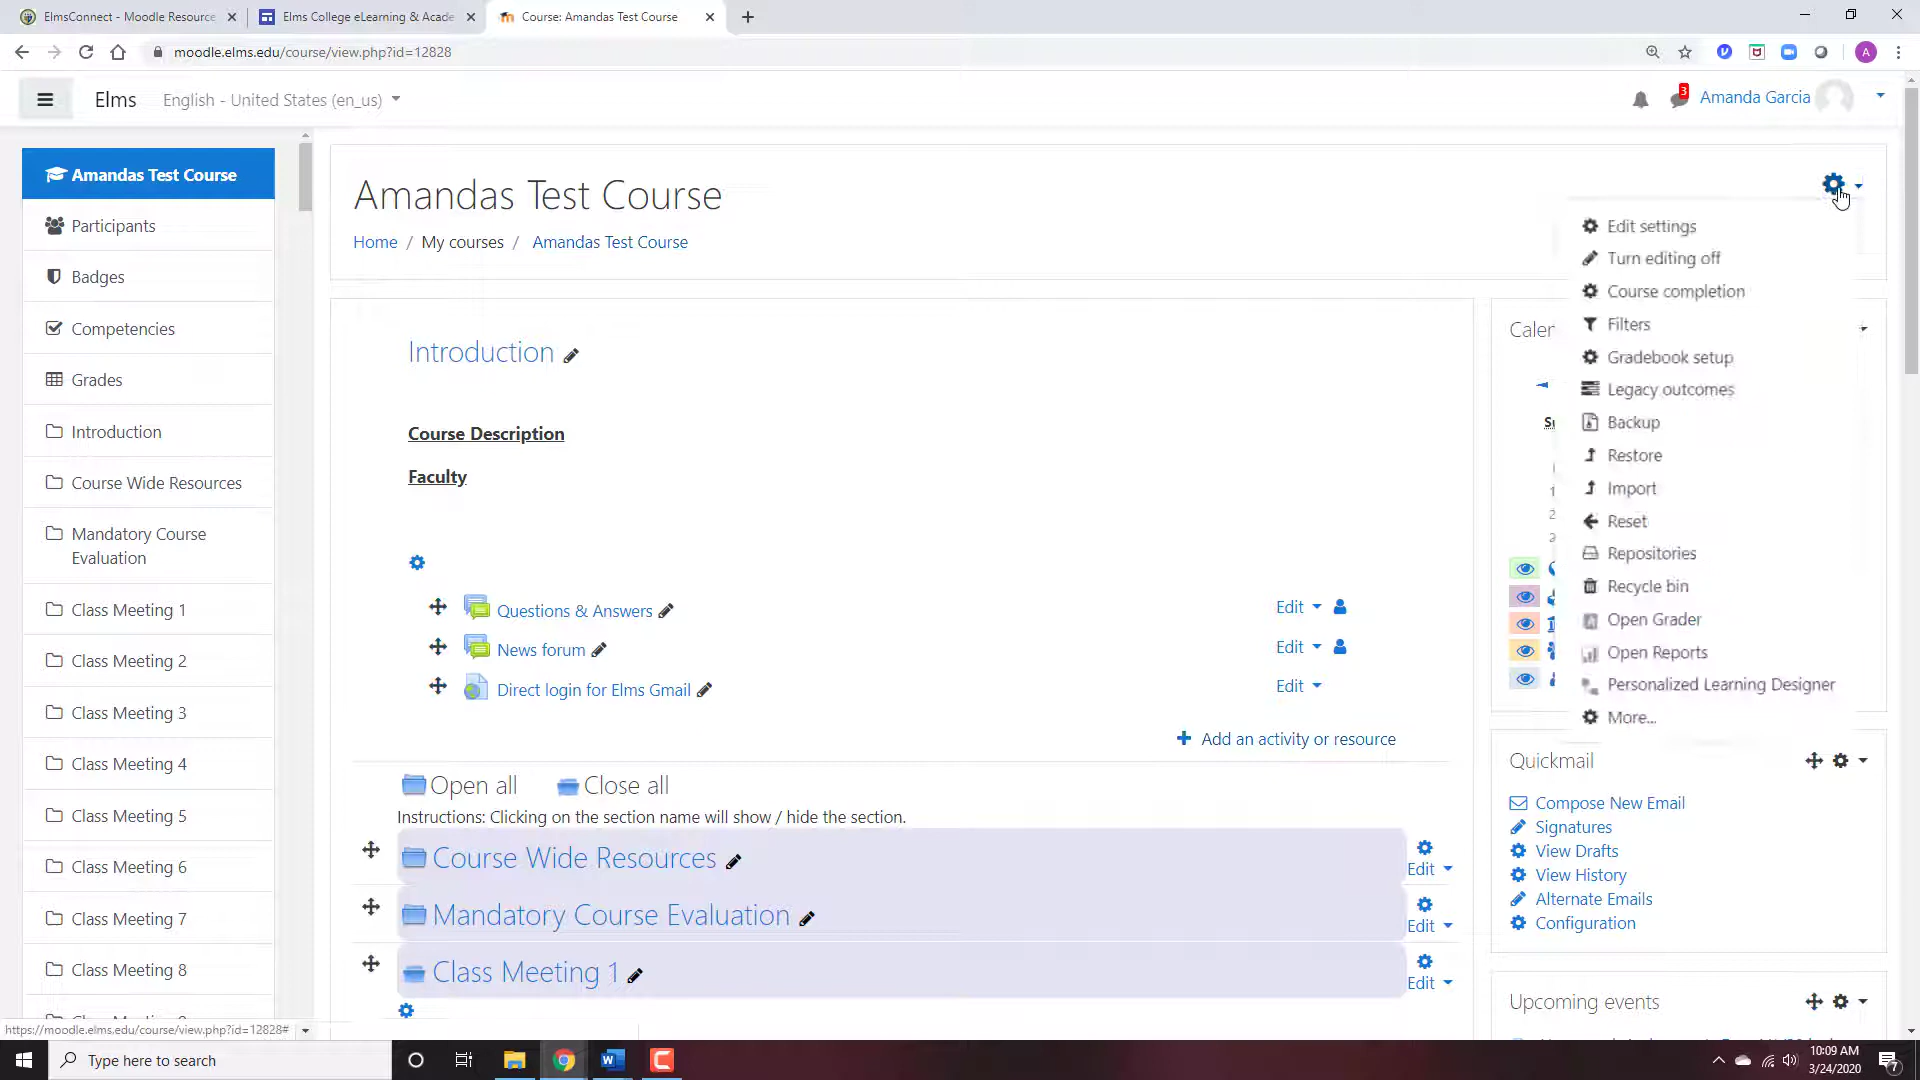 ElmsConnect - Moodle Resource
Elms College eLearning & Acade
Course: Amandas Test Course
moodle.elms.edu/course/view.php?id=12828
A
Elms
English - United States (en_us)
3
Amanda Garcia
Amandas Test Course
Participants
Badges
Competencies
Grades
Introduction
Course Wide Resources
Mandatory Course
Evaluation
Class Meeting 1
Class Meeting 2
Class Meeting 3
Class Meeting 4
Class Meeting 5
Class Meeting 6
Class Meeting 7
Class Meeting 8
Amandas Test Course
Home / My courses / Amandas Test Course
Introduction
Course Description
Faculty
Questions & Answers
Edit
News forum
Edit
Direct login for Elms Gmail
Edit
Add an activity or resource
Open all
Close all
Instructions: Clicking on the section name will show / hide the section.
Course Wide Resources
Edit
Mandatory Course Evaluation
Edit
Class Meeting 1
Edit
Edit settings
Turn editing off
Course completion
Filters
Gradebook setup
Legacy outcomes
Backup
Restore
Import
Reset
Repositories
Recycle bin
Open Grader
Open Reports
Personalized Learning Designer
More...
Caler
Quickmail
Compose New Email
Signatures
View Drafts
View History
Alternate Emails
Configuration
Upcoming events
https://moodle.elms.edu/course/view.php?id=12828#
Type here to search
10:09 AM
3/24/2020
7